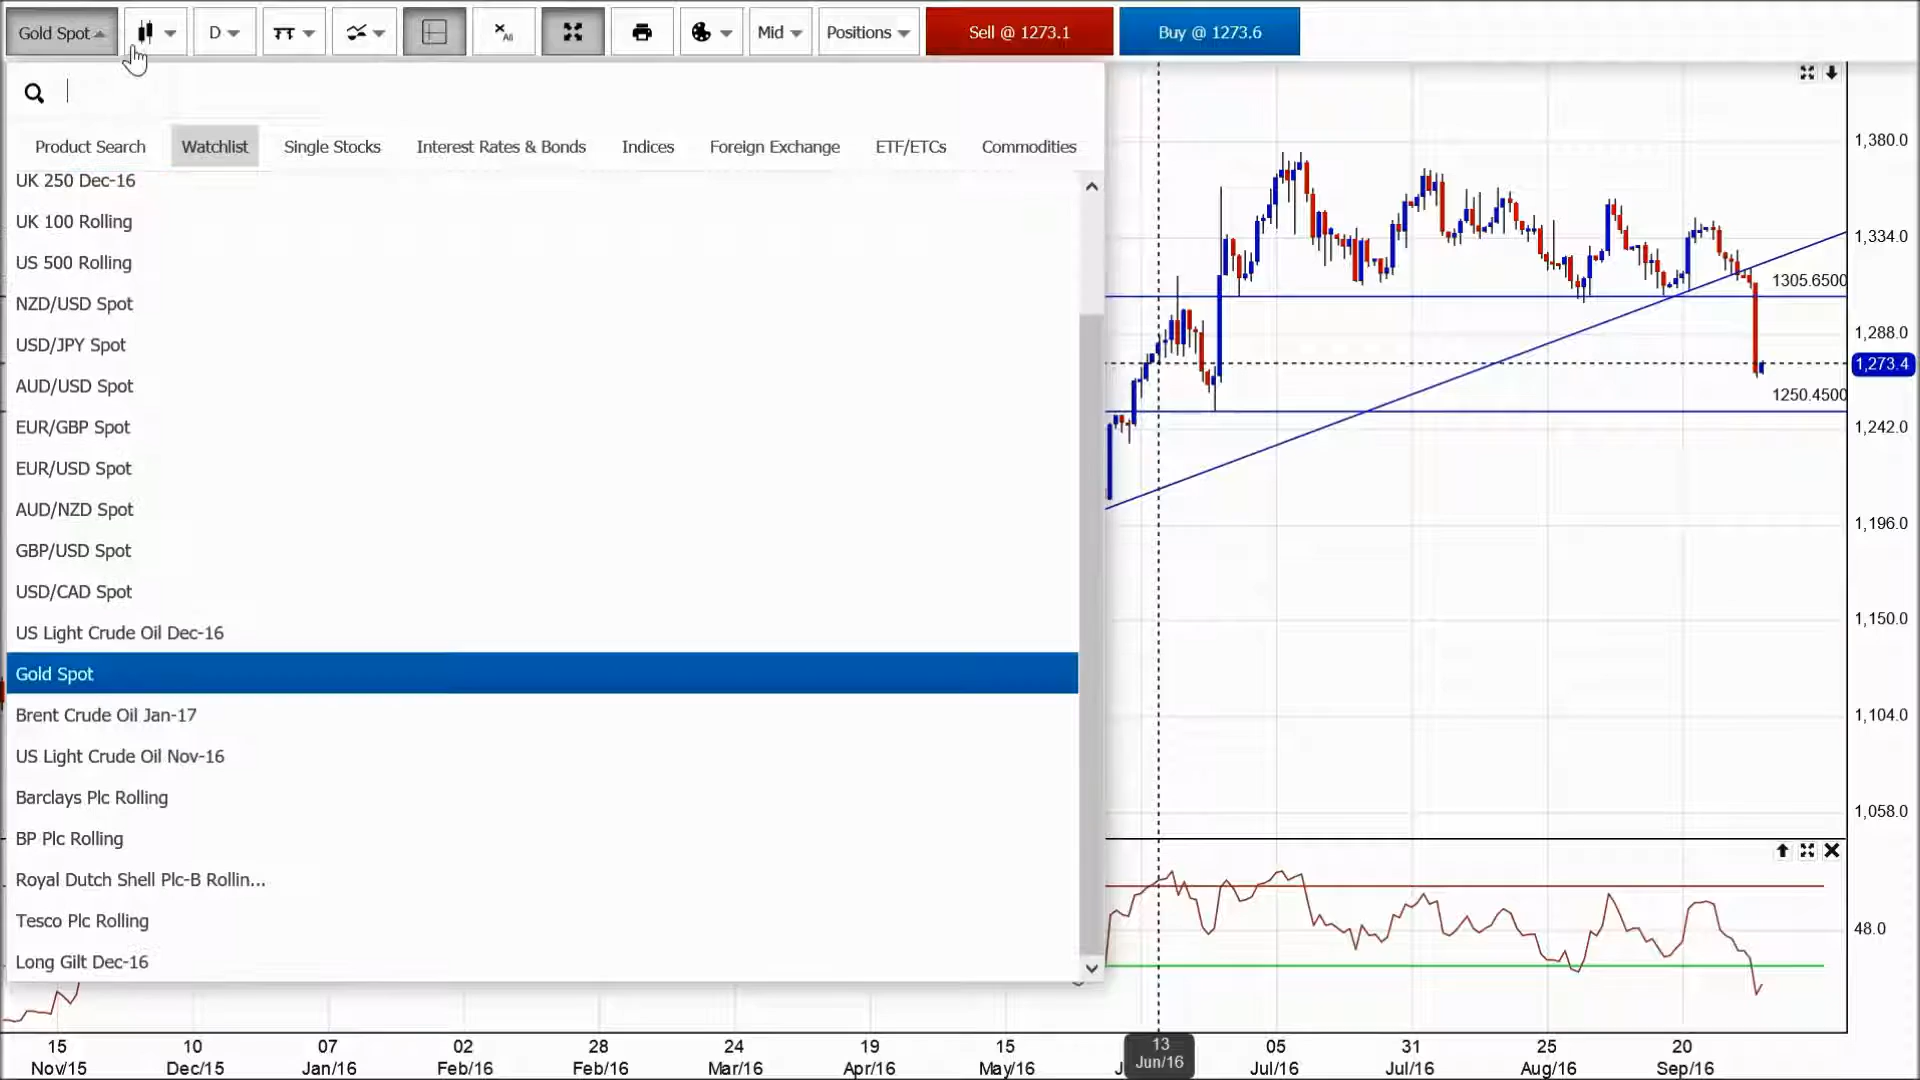 Gold Spot
D
All
Mid
Positions
Sell @ 1273.1
Buy @ 1273.6
Product Search
Watchlist
Single Stocks
Interest Rates & Bonds
Indices
Foreign Exchange
ETF/ETCs
Commodities
UK 250 Dec-16
UK 100 Rolling
US 500 Rolling
NZD/USD Spot
USD/JPY Spot
AUD/USD Spot
EUR/GBP Spot
EUR/USD Spot
AUD/NZD Spot
GBP/USD Spot
USD/CAD Spot
US Light Crude Oil Dec-16
Gold Spot
Brent Crude Oil Jan-17
US Light Crude Oil Nov-16
Barclays Plc Rolling
BP Plc Rolling
Royal Dutch Shell Plc-B Rollin...
Tesco Plc Rolling
Long Gilt Dec-16
1,380.0
1,334.0
1305.6500
1,288.0
1,273.4
1250.4500
1,242.0
1,196.0
1,150.0
1,104.0
1,058.0
48.0
15 10 07 02 28 24 19 15 13 05 31 25 20
Nov/15 Dec/15 Jan/16 Feb/16 Feb/16 Mar/16 Apr/16 May/16 J Jun/16 Jul/16 Jul/16 Aug/16 Sep/16